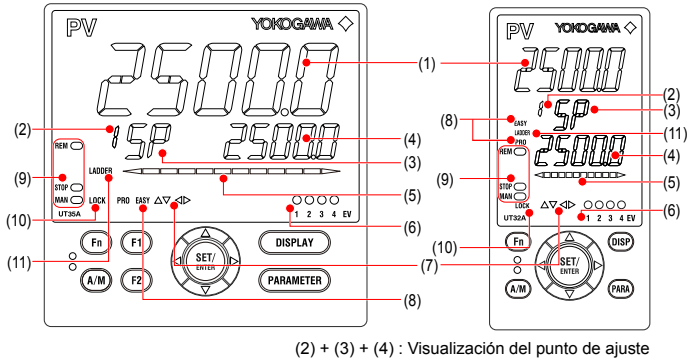 PV
YOKOGAWA
2500.0
(1)
(2)
1 SP 2500.0
(4)
(3)
REM
(9)
LADDER
STOP
MAN
(5)
(10)
LOCK PRO EASY
UT35A
1 2 3 4 EV
(6)
Fn
F1
DISPLAY
(7)
SET/
ENTER
(11)
A/M
F2
PARAMETER
(8)
PV
YOKOGAWA
2500.0
(2)
1 SP
(3)
(8)
EASY
LADDER
(11)
PRO
REM
2500.0
(4)
(9)
(5)
STOP
MAN
LOCK
(6)
UT32A
1 2 3 4 EV
(10)
Fn
DISP
SET/
ENTER
A/M
PARA
(2) + (3) + (4) : Visualización del punto de ajuste